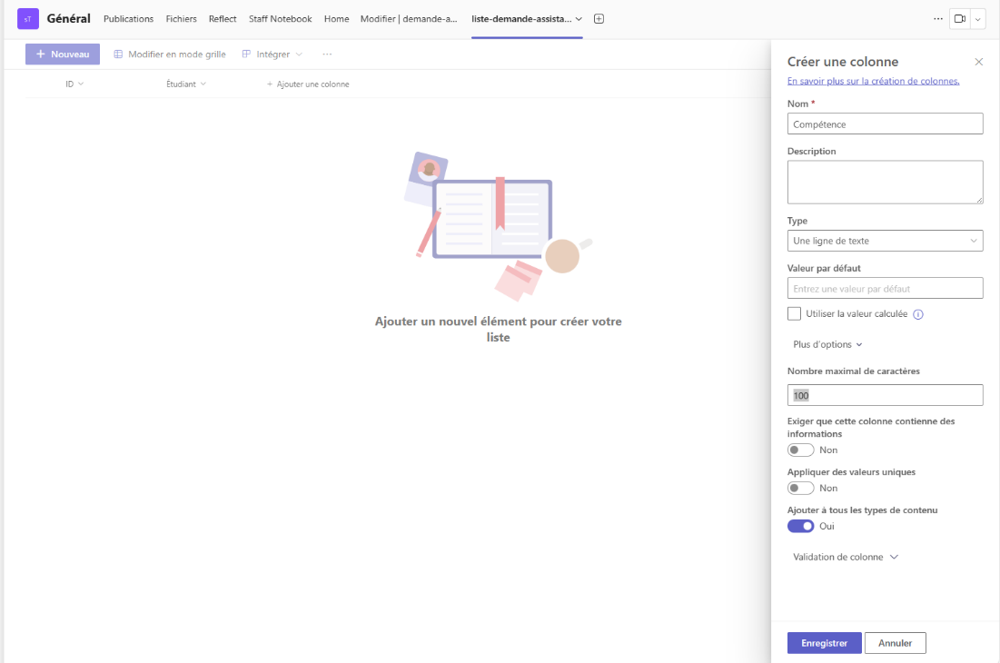 sT Général Publications Fichiers Reflect Staff Notebook Home Modifier | demande-a... liste-demande-assista...
+ Nouveau Modifier en mode grille Intégrer ...
ID Étudiant + Ajouter une colonne
Ajouter un nouvel élément pour créer votre
liste
Créer une colonne
En savoir plus sur la création de colonnes.
Nom *
Compétence
Description
Type
Une ligne de texte
Valeur par défaut
Entrez une valeur par défaut
Utiliser la valeur calculée
Plus d'options
Nombre maximal de caractères
100
Exiger que cette colonne contienne des
informations
Non
Appliquer des valeurs uniques
Non
Ajouter à tous les types de contenu
Oui
Validation de colonne
Enregistrer Annuler